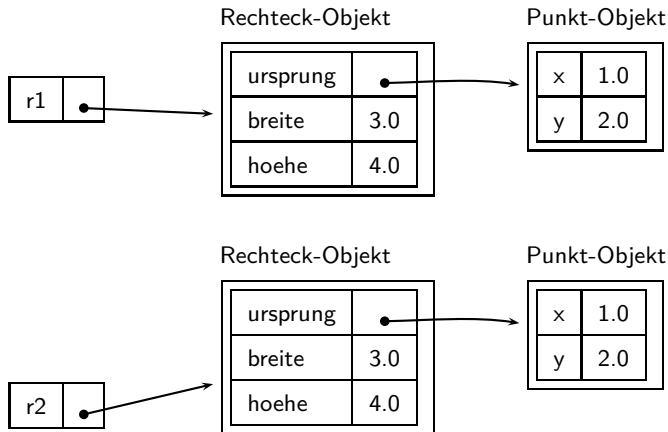 Rechteck-Objekt Punkt-Objekt
ursprung x 1.0
r1
breite 3.0 y 2.0
hoehe 4.0
Rechteck-Objekt Punkt-Objekt
ursprung x 1.0
breite 3.0 y 2.0
r2 hoehe 4.0